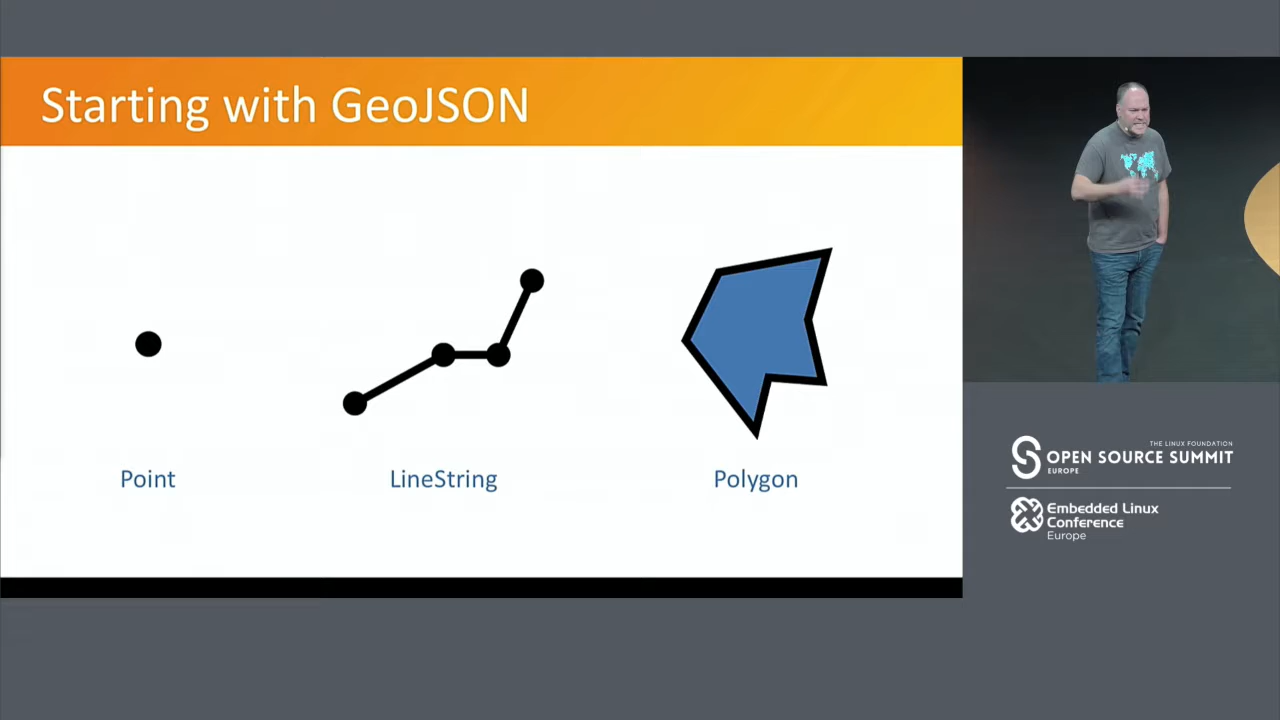 Starting with GeoJSON
Point
LineString
Polygon
THE LINUX FOUNDATION
OPEN SOURCE SUMMIT
EUROPE
Embedded Linux
Conference
Europe